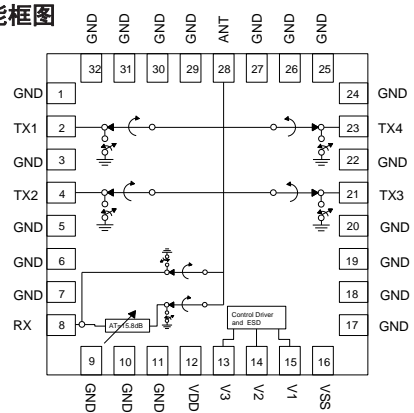 能框图
GND GND GND GND ANT GND GND GND
32 31 30 29 28 27 26 25
GND 1 24 GND
TX1 2 23 TX4
GND 3 22 GND
TX2 4 21 TX3
GND 5 20 GND
GND 6 19 GND
GND 7 18 GND
RX 8 17 GND
AT=15.8dB
Control Driver
and ESD
9 10 11 12 13 14 15 16
GND GND GND VDD V3 V2 V1 VSS